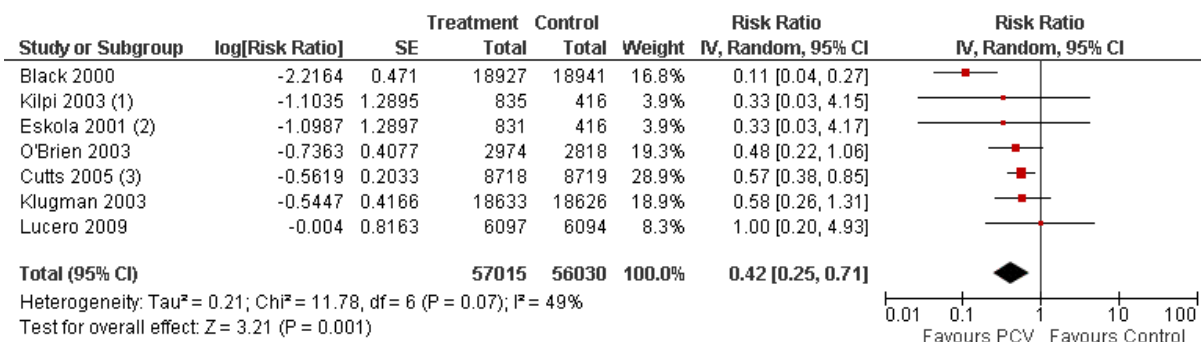 Treatment Control Risk Ratio Risk Ratio
Study or Subgroup log[Risk Ratio] SE Total Total Weight IV, Random, 95% CI IV, Random, 95% CI
Black 2000 -2.2164 0.471 18927 18941 16.8% 0.11 [0.04, 0.27]
Kilpi 2003 (1) -1.1035 1.2895 835 416 3.9% 0.33 [0.03, 4.15]
Eskola 2001 (2) -1.0987 1.2897 831 416 3.9% 0.33 [0.03, 4.17]
O'Brien 2003 -0.7363 0.4077 2974 2818 19.3% 0.48 [0.22, 1.06]
Cutts 2005 (3) -0.5619 0.2033 8718 8719 28.9% 0.57 [0.38, 0.85]
Klugman 2003 -0.5447 0.4166 18633 18626 18.9% 0.58 [0.26, 1.31]
Lucero 2009 -0.004 0.8163 6097 6094 8.3% 1.00 [0.20, 4.93]
Total (95% CI) 57015 56030 100.0% 0.42 [0.25, 0.71]
Heterogeneity: Tau² = 0.21; Chi² = 11.78, df = 6 (P = 0.07); I² = 49%
Test for overall effect: Z = 3.21 (P = 0.001)
0.01 0.1 1 10 100
Favours PCV Favours Control